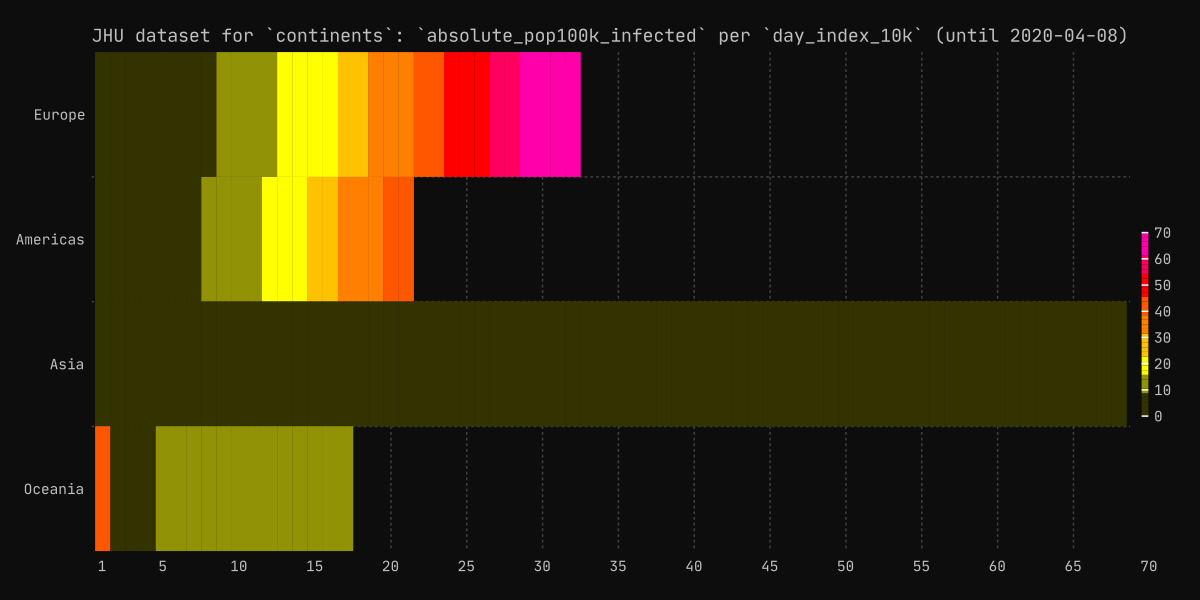 JHU dataset for `continents`: `absolute_pop100k_infected` per `day_index_10k` (until 2020-04-08)
Europe
Americas
Asia
Oceania
70
60
50
40
30
20
10
0
1 5 10 15 20 25 30 35 40 45 50 55 60 65 70